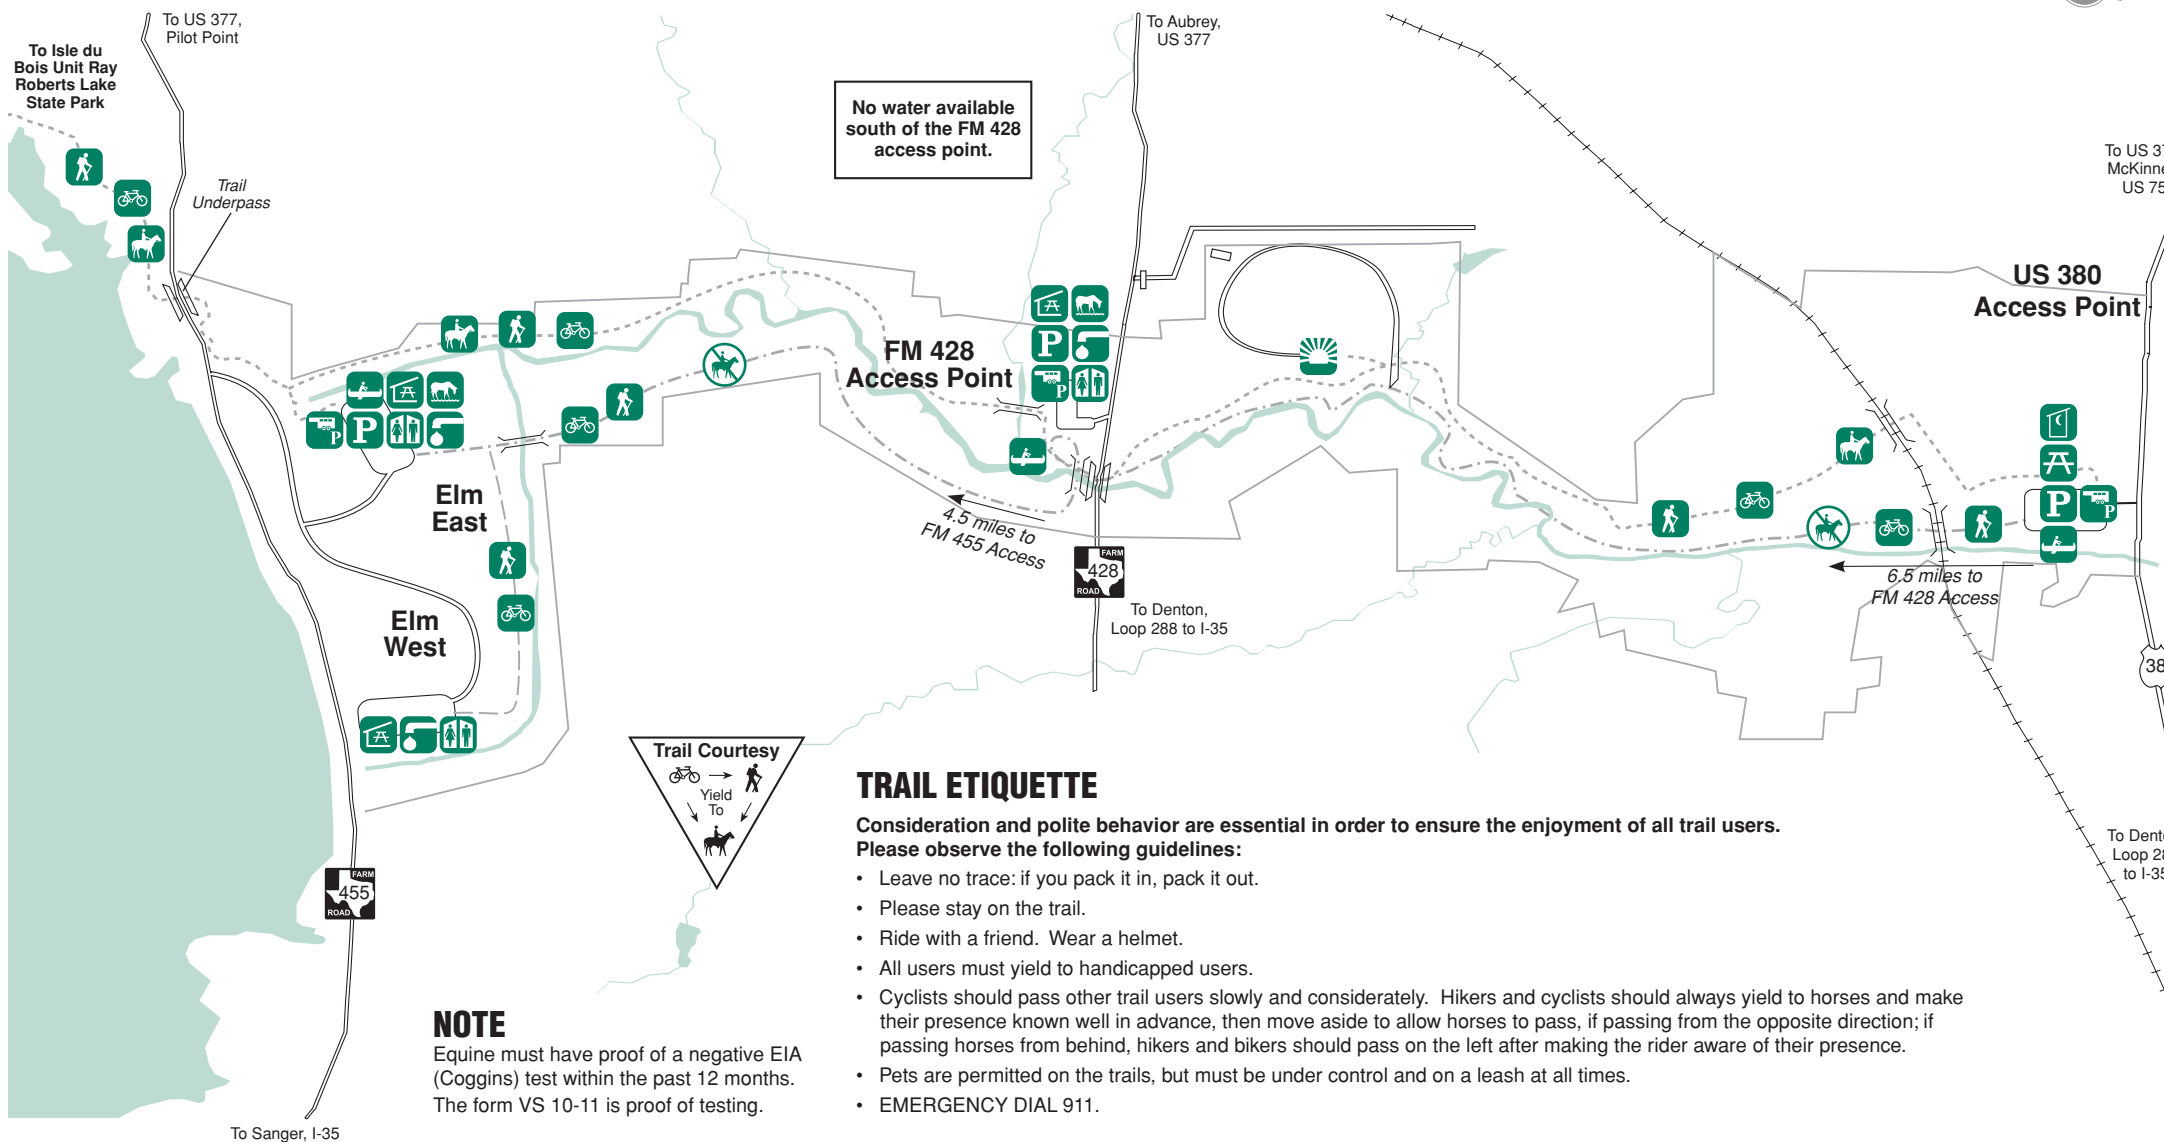 To US 377,
Pilot Point
To Isle du
Bois Unit Ray
Roberts Lake
State Park
Trail
Underpass
No water available
south of the FM 428
access point.
To Aubrey,
US 377
McKinne
US 75
US 380
Access Point
FM 428
Access Point
P
P
P
P
P
P
Elm
East
Elm
West
4.5 miles to
FM 455 Access
FARM
428
ROAD
To Denton,
Loop 288 to I-35
6.5 miles to
FM 428 Access
38
Trail Courtesy
Yield
To
FARM
455
ROAD
To Sanger, I-35
To Dent
Loop 28
to I-35
NOTE
Equine must have proof of a negative EIA
(Coggins) test within the past 12 months.
The form VS 10-11 is proof of testing.
TRAIL ETIQUETTE
Consideration and polite behavior are essential in order to ensure the enjoyment of all trail users.
Please observe the following guidelines:
• Leave no trace: if you pack it in, pack it out.
• Please stay on the trail.
• Ride with a friend. Wear a helmet.
• All users must yield to handicapped users.
• Cyclists should pass other trail users slowly and considerately. Hikers and cyclists should always yield to horses and make
their presence known well in advance, then move aside to allow horses to pass, if passing from the opposite direction; if
passing horses from behind, hikers and bikers should pass on the left after making the rider aware of their presence.
• Pets are permitted on the trails, but must be under control and on a leash at all times.
• EMERGENCY DIAL 911.